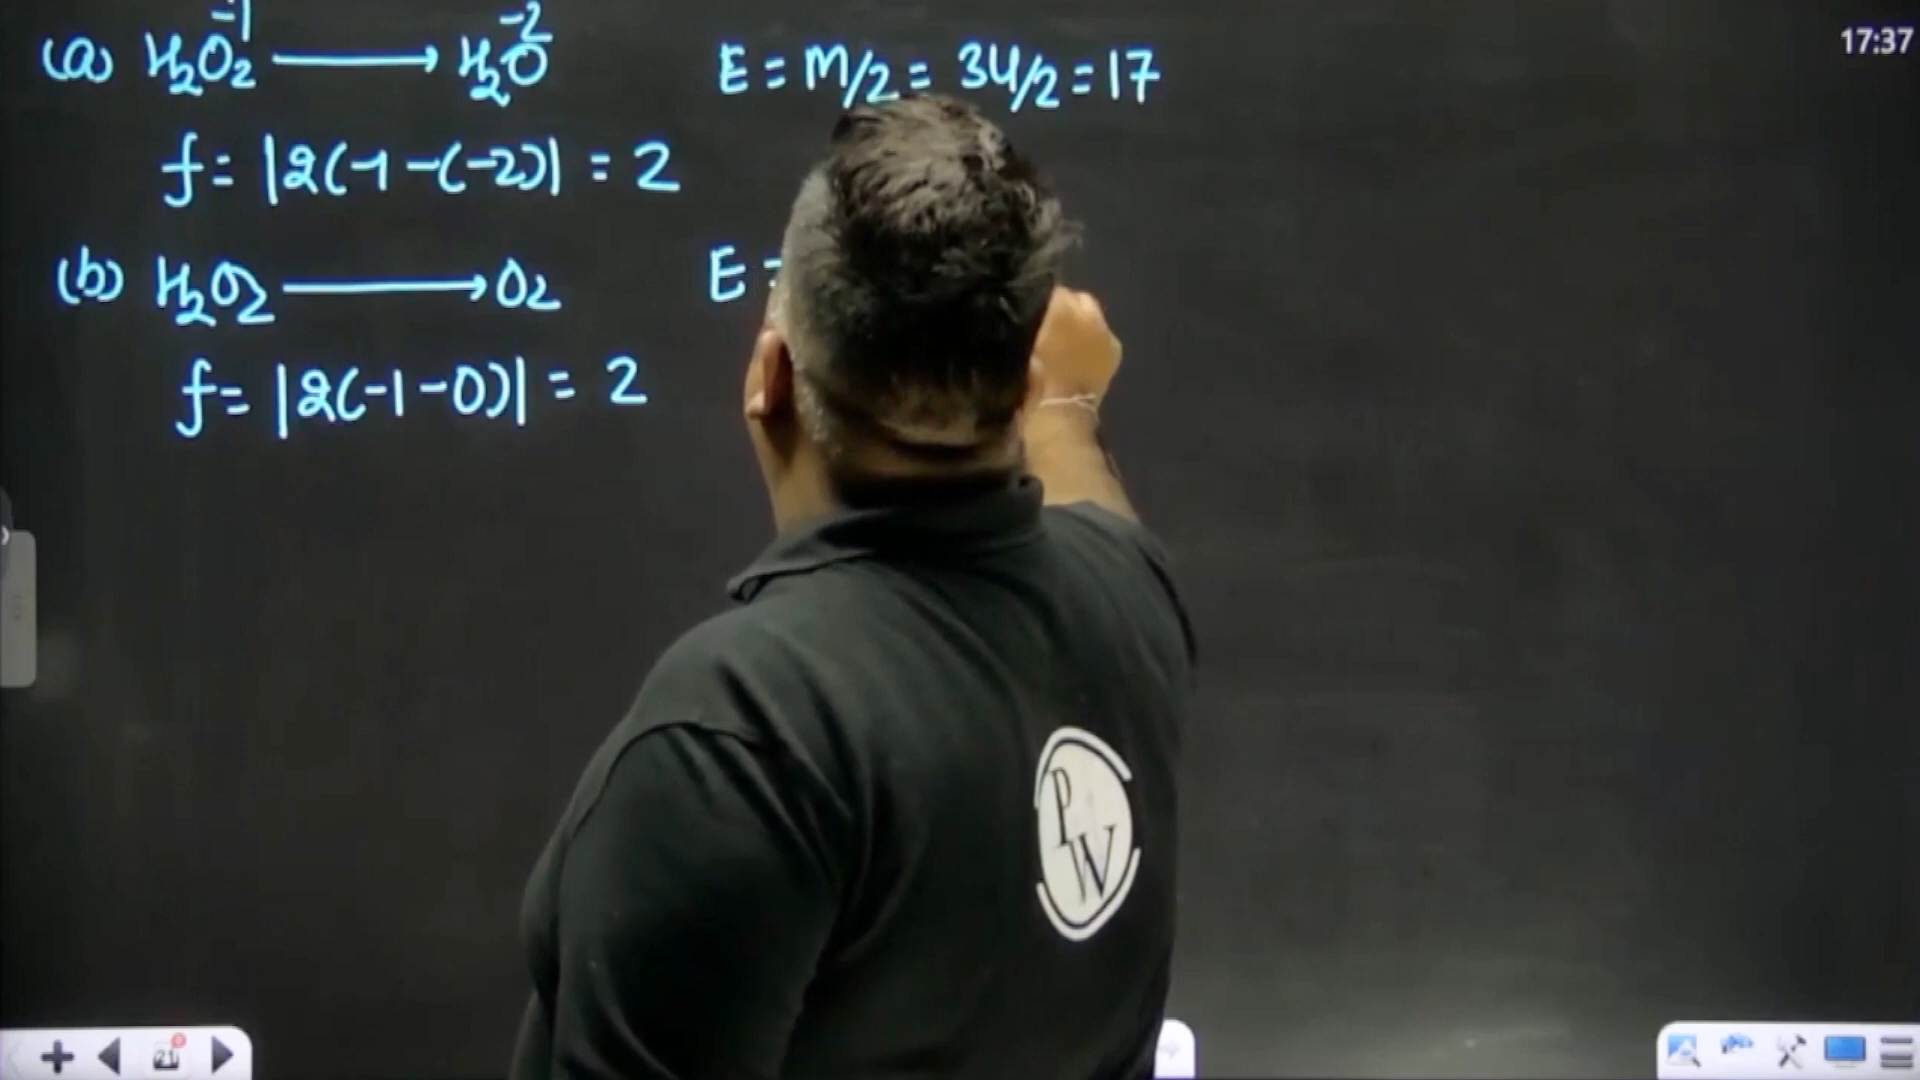 17:37
(a) H₂O₂⁻¹ ⟶ H₂O⁻² E = M/2 = 34/2 = 17
f = |2(-1-(-2)| = 2
(b) H₂O₂ ⟶ O₂ E =
f = |2(-1-0)| = 2
PW
21